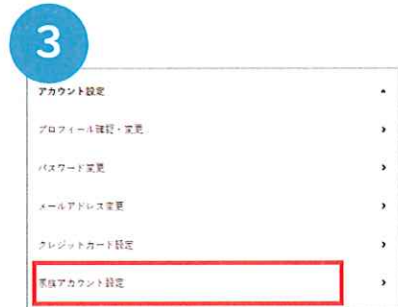 3
アカウント設定
プロフィール確認・変更
パスワード変更
メールアドレス変更
クレジットカード設定
家族アカウント設定